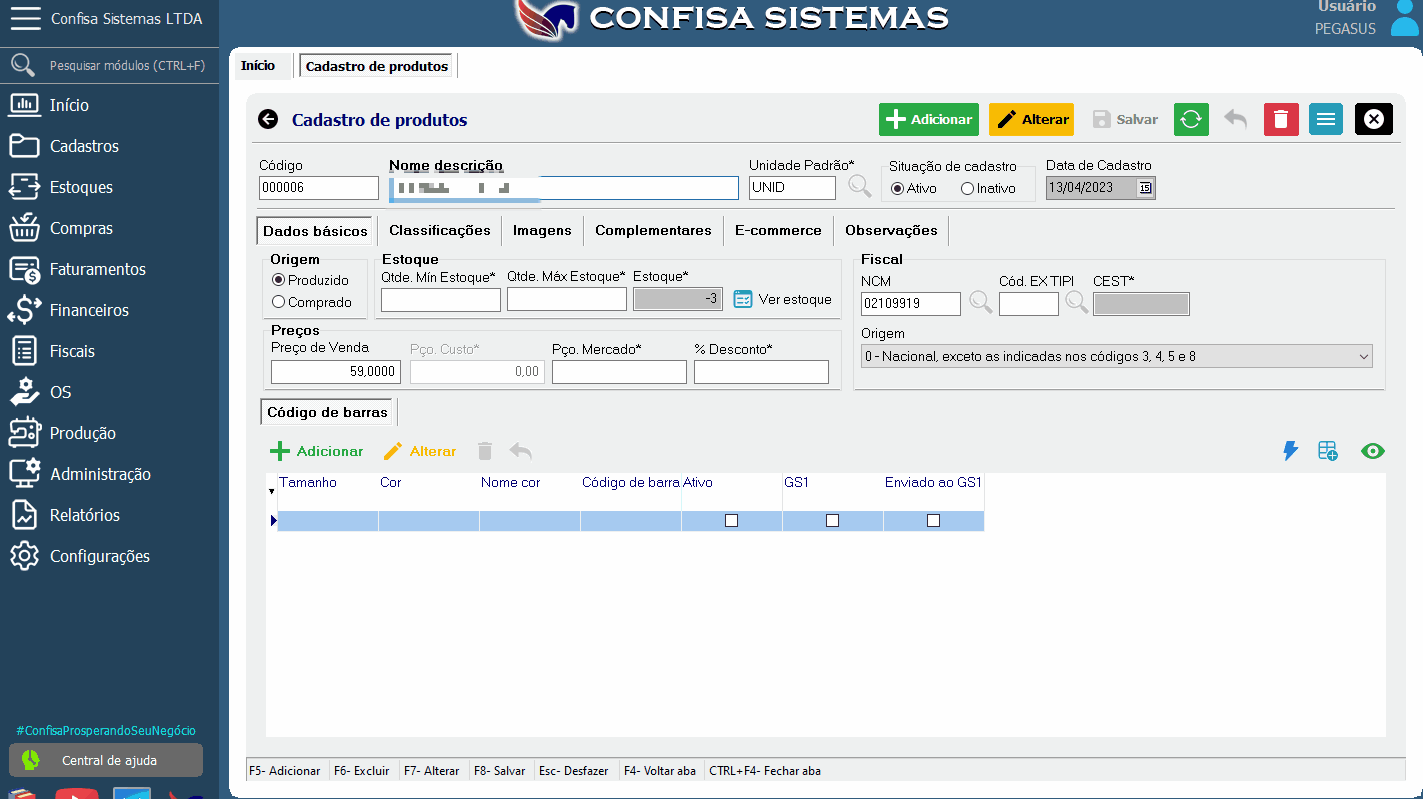 Confisa Sistemas LTDA
CONFISA SISTEMAS
Usuário
PEGASUS
Pesquisar módulos (CTRL+F)
Início
Cadastros
Estoques
Compras
Faturamentos
Financeiros
Fiscais
OS
Produção
Administração
Relatórios
Configurações
#ConfisaProsperandoSeuNegócio
Central de ajuda
Início Cadastro de produtos
Cadastro de produtos Adicionar Alterar Salvar
Código Nome descrição Unidade Padrão* Situação de cadastro Data de Cadastro
000006 UNID Ativo Inativo 13/04/2023 15
Dados básicos Classificações Imagens Complementares E-commerce Observações
Origem Estoque Fiscal
Produzido Qtde. Mín Estoque* Qtde. Máx Estoque* Estoque* NCM Cód. EX TIPI CEST*
Comprado -3 Ver estoque 02109919
Preços Origem
Preço de Venda Pço. Custo* Pço. Mercado* % Desconto* 0 - Nacional, exceto as indicadas nos códigos 3, 4, 5 e 8
59,0000 0,00
Código de barras
Adicionar Alterar
Tamanho Cor Nome cor Código de barra Ativo GS1 Enviado ao GS1
F5- Adicionar F6- Excluir F7- Alterar F8- Salvar Esc- Desfazer F4- Voltar aba CTRL+F4- Fechar aba